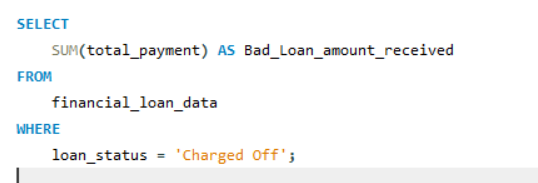 SELECT
    SUM(total_payment) AS Bad_Loan_amount_received
FROM
    financial_loan_data
WHERE
    loan_status = 'Charged Off';